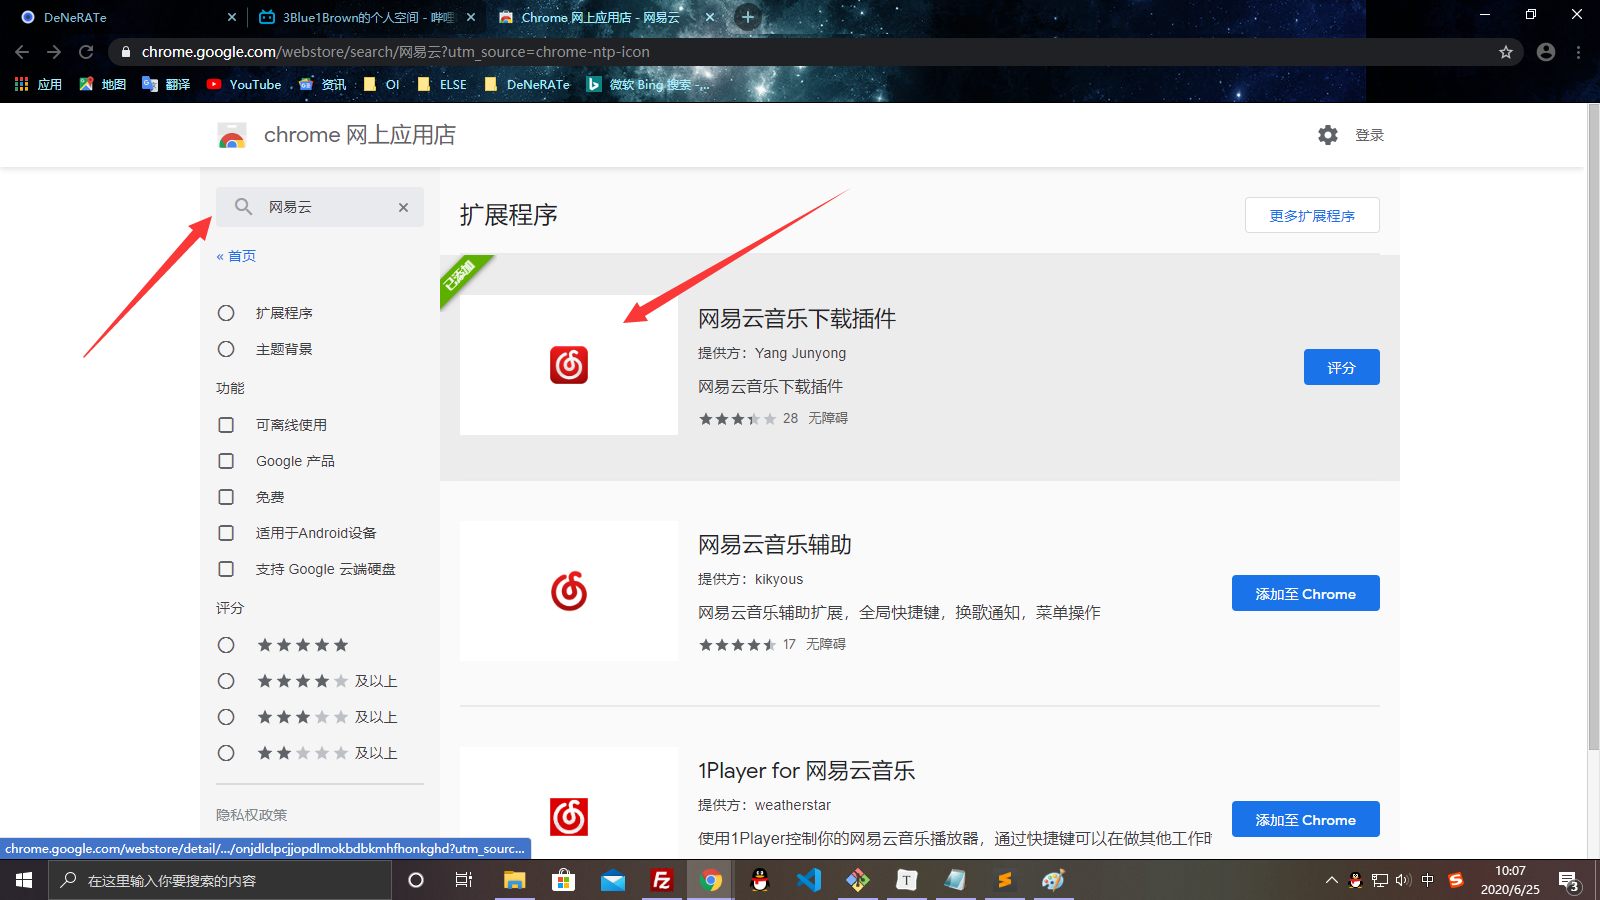 DeNeRATe
3Blue1Brown的个人空间 - 哔哩
Chrome 网上应用店 - 网易云
chrome.google.com/webstore/search/网易云?utm_source=chrome-ntp-icon
应用
地图
翻译
YouTube
资讯
OI
ELSE
DeNeRATe
微软 Bing 搜索 -...
chrome 网上应用店
登录
网易云
« 首页
扩展程序
主题背景
功能
可离线使用
Google 产品
免费
适用于Android设备
支持 Google 云端硬盘
评分
及以上
及以上
及以上
隐私权政策
扩展程序
更多扩展程序
已添加
网易云音乐下载插件
提供方：Yang Junyong
网易云音乐下载插件
28 无障碍
评分
网易云音乐辅助
提供方：kikyous
网易云音乐辅助扩展，全局快捷键，换歌通知，菜单操作
17 无障碍
添加至 Chrome
1Player for 网易云音乐
提供方：weatherstar
使用1Player控制你的网易云音乐播放器，通过快捷键可以在做其他工作时
添加至 Chrome
chrome.google.com/webstore/detail/.../onjdlclpcjjopdlmokbdbkmhfhonkghd?utm_sourc...
在这里输入你要搜索的内容
中
10:07
2020/6/25
3